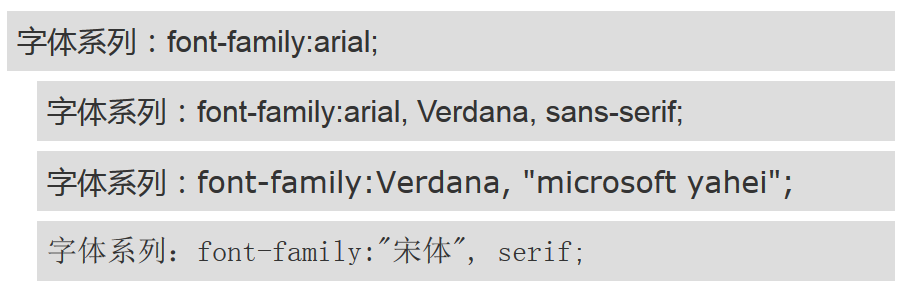 字体系列：font-family:arial;
字体系列：font-family:arial, Verdana, sans-serif;
字体系列：font-family:Verdana, "microsoft yahei";
字体系列：font-family:"宋体", serif;